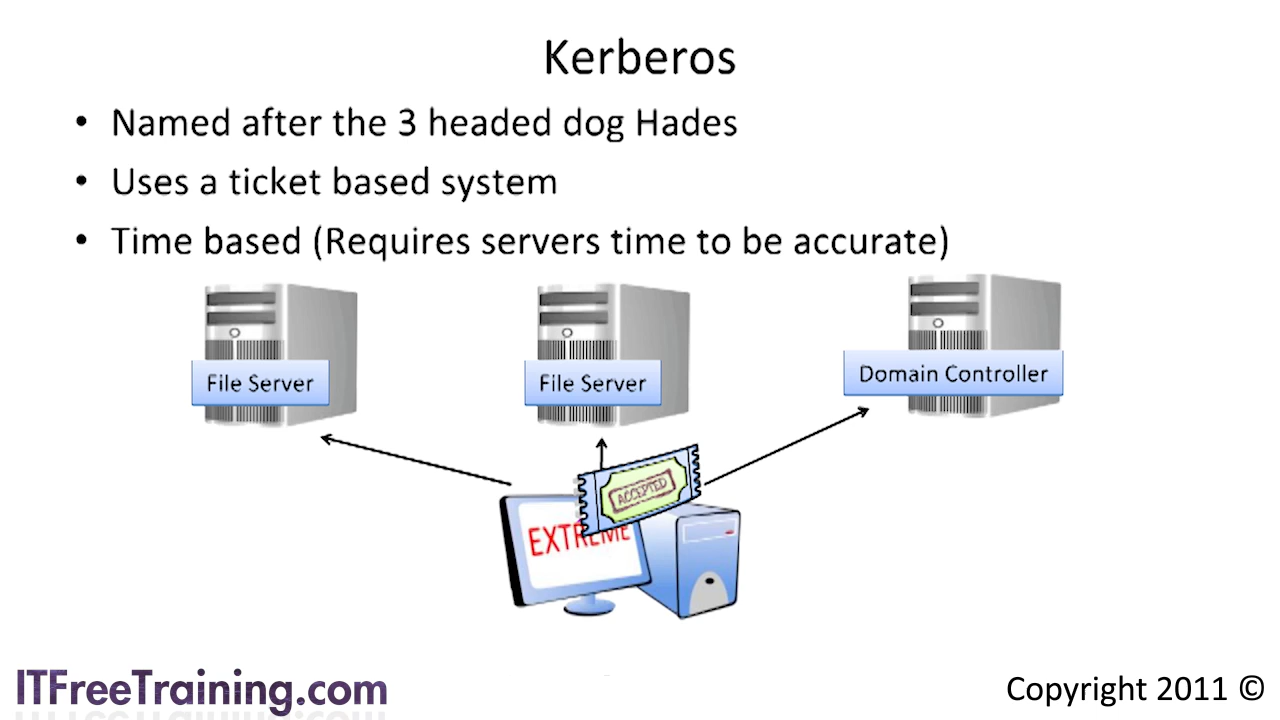 Kerberos
• Named after the 3 headed dog Hades
• Uses a ticket based system
• Time based (Requires servers time to be accurate)
File Server
File Server
Domain Controller
ACCEPTED
EXTREME
ITFreeTraining.com
Copyright 2011 ©